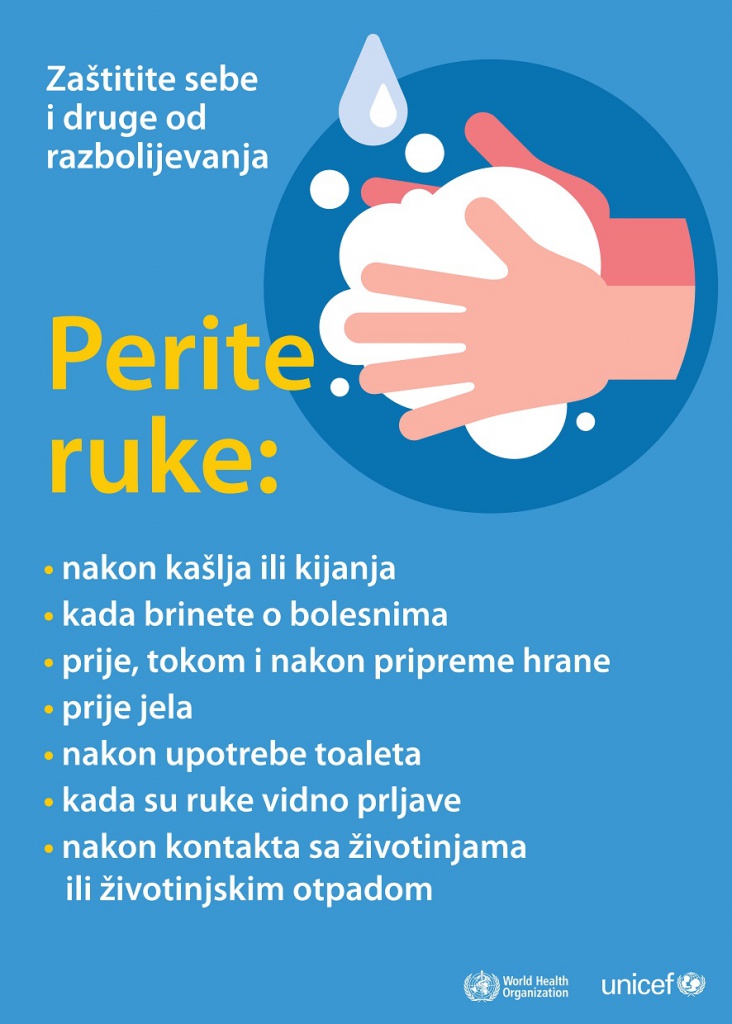 Zaštitite sebe
i druge od
razbolijevanja
Perite
ruke:
• nakon kašlja ili kijanja
• kada brinete o bolesnima
• prije, tokom i nakon pripreme hrane
• prije jela
• nakon upotrebe toaleta
• kada su ruke vidno prljave
• nakon kontakta sa životinjama
ili životinjskim otpadom
World Health
Organization
unicef